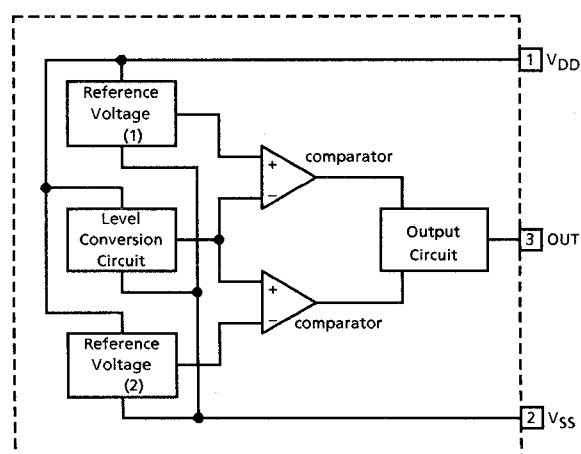 1 VDD
Reference
Voltage
(1)
+
−
comparator
Level
Conversion
Circuit
Output
Circuit
3 OUT
+
−
comparator
Reference
Voltage
(2)
2 VSS